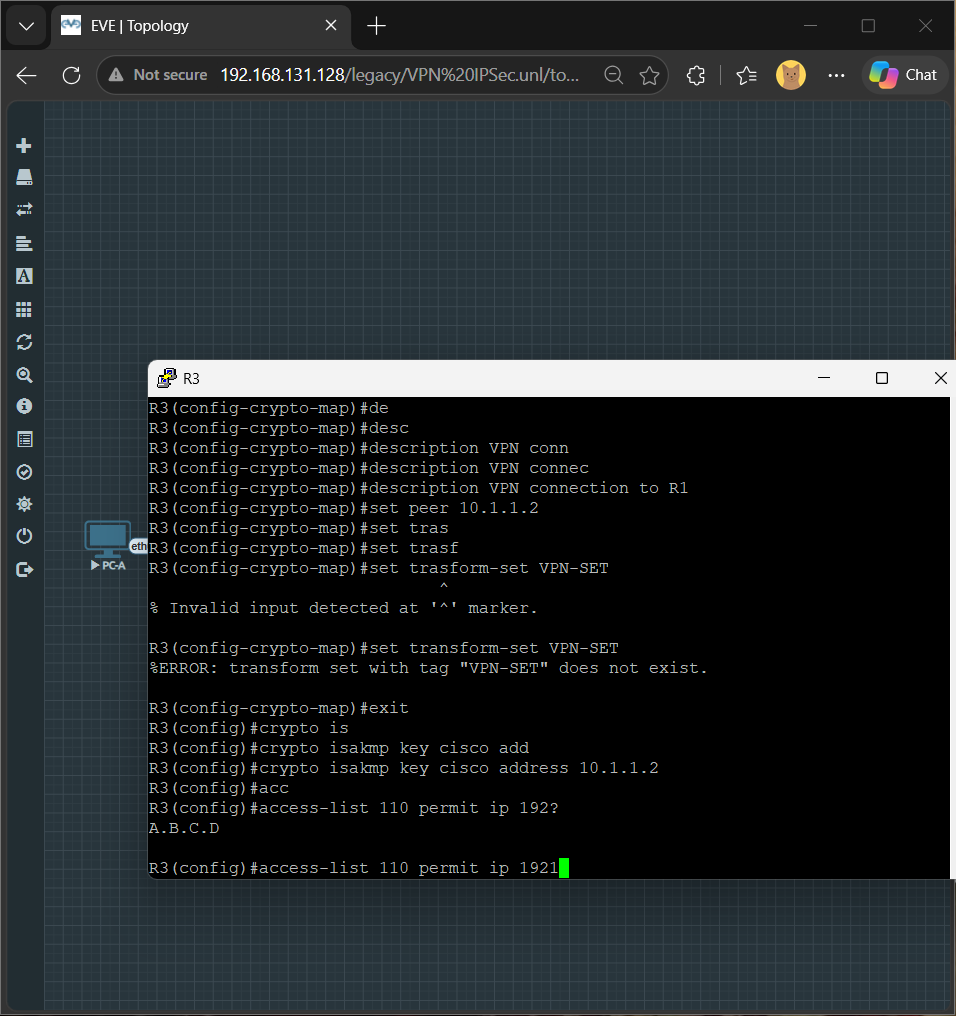 EVE | Topology
Not secure 192.168.131.128/legacy/VPN%20IPSec.unl/to...
Chat
A
R3
R3(config-crypto-map)#de
R3(config-crypto-map)#desc
R3(config-crypto-map)#description VPN conn
R3(config-crypto-map)#description VPN connec
R3(config-crypto-map)#description VPN connection to R1
R3(config-crypto-map)#set peer 10.1.1.2
R3(config-crypto-map)#set tras
R3(config-crypto-map)#set trasf
R3(config-crypto-map)#set trasform-set VPN-SET
^
% Invalid input detected at '^' marker.
R3(config-crypto-map)#set transform-set VPN-SET
%ERROR: transform set with tag "VPN-SET" does not exist.
R3(config-crypto-map)#exit
R3(config)#crypto is
R3(config)#crypto isakmp key cisco add
R3(config)#crypto isakmp key cisco address 10.1.1.2
R3(config)#acc
R3(config)#access-list 110 permit ip 192?
A.B.C.D
R3(config)#access-list 110 permit ip 1921
eth
PC-A